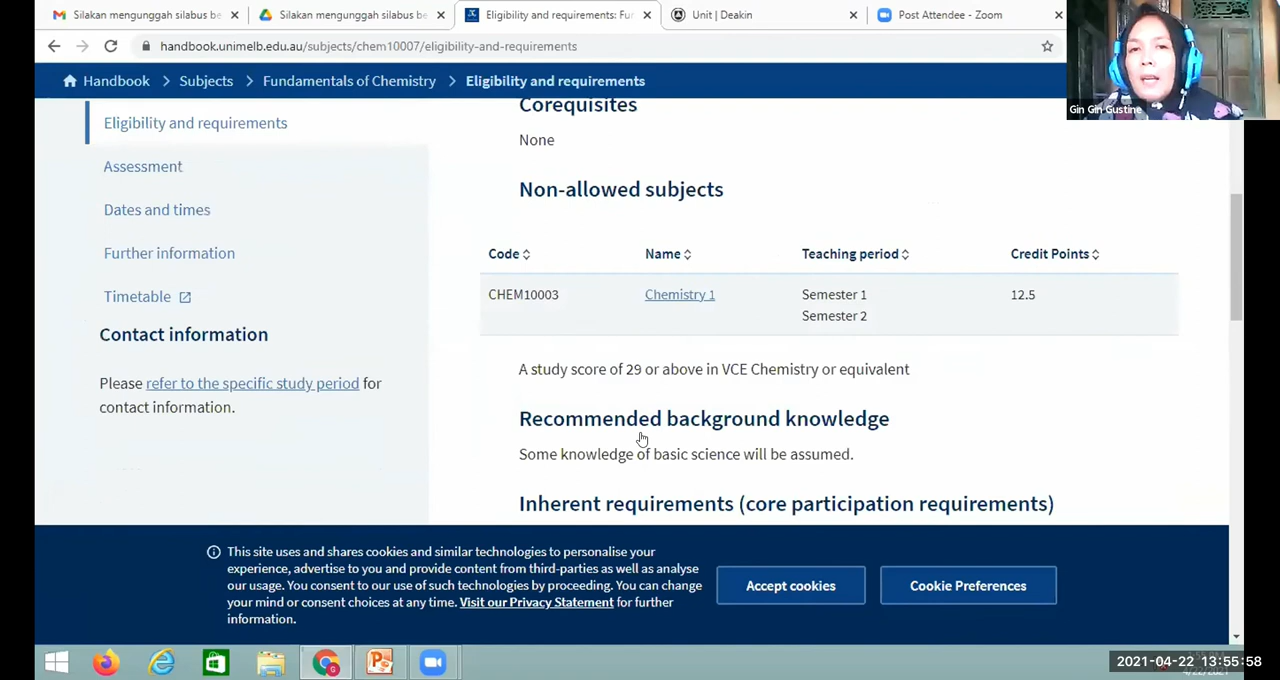 Silakan mengunggah silabus be
Silakan mengunggah silabus be
Eligibility and requirements: Fur
Unit | Deakin
Post Attendee - Zoom
handbook.unimelb.edu.au/subjects/chem10007/eligibility-and-requirements
Gin Gin Gustine
Handbook > Subjects > Fundamentals of Chemistry > Eligibility and requirements
Eligibility and requirements
Assessment
Dates and times
Further information
Timetable
Contact information
Please refer to the specific study period for
contact information.
Corequisites
None
Non-allowed subjects
Code Name Teaching period Credit Points
CHEM10003 Chemistry 1 Semester 1 12.5
Semester 2
A study score of 29 or above in VCE Chemistry or equivalent
Recommended background knowledge
Some knowledge of basic science will be assumed.
Inherent requirements (core participation requirements)
This site uses and shares cookies and similar technologies to personalise your
experience, advertise to you and provide content from third-parties as well as analyse
our usage. You consent to our use of such technologies by proceeding. You can change
your mind or consent choices at any time. Visit our Privacy Statement for further
information.
Accept cookies
Cookie Preferences
2021-04-22 13:55:58